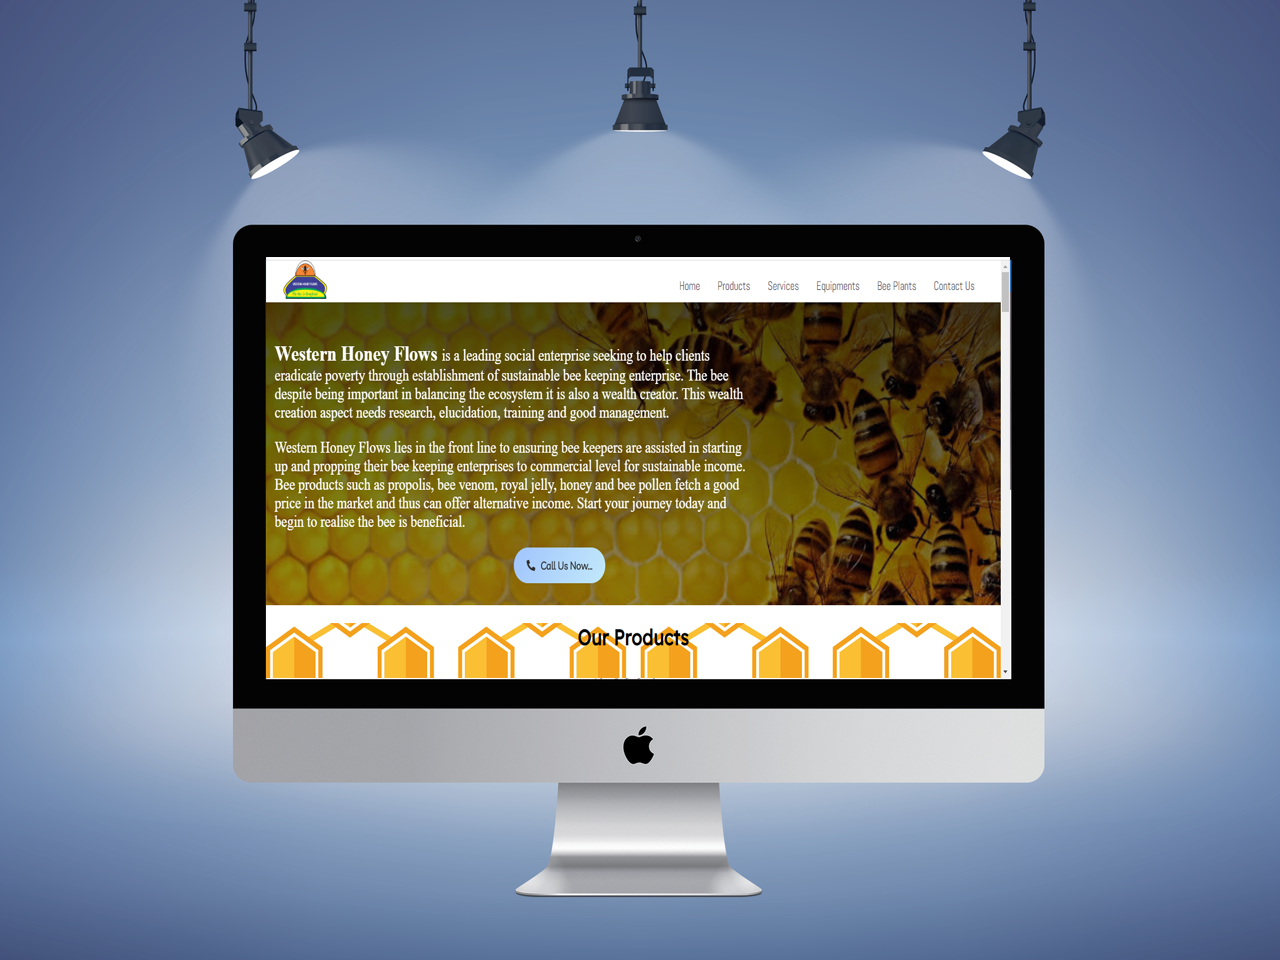 Home Products Services Equipments Bee Plants Contact Us
Western Honey Flows is a leading social enterprise seeking to help clients
eradicate poverty through establishment of sustainable bee keeping enterprise. The bee
despite being important in balancing the ecosystem it is also a wealth creator. This wealth
creation aspect needs research, elucidation, training and good management.
Western Honey Flows lies in the front line to ensuring bee keepers are assisted in starting
up and propping their bee keeping enterprises to commercial level for sustainable income.
Bee products such as propolis, bee venom, royal jelly, honey and bee pollen fetch a good
price in the market and thus can offer alternative income. Start your journey today and
begin to realise the bee is beneficial.
Call Us Now...
Our Products